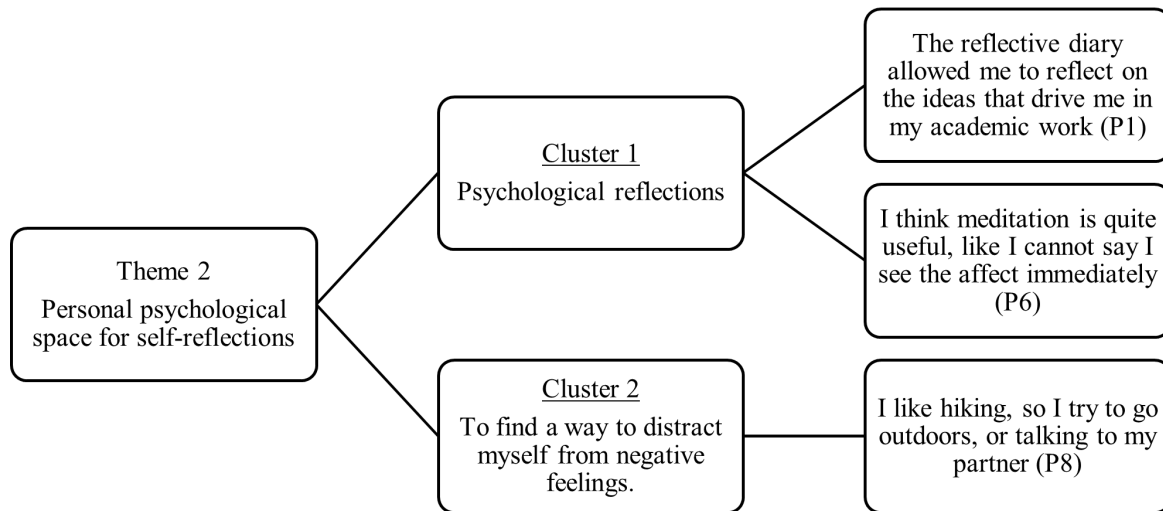 Theme 2
Personal psychological
space for self-reflections
Cluster 1
Psychological reflections
The reflective diary
allowed me to reflect on
the ideas that drive me in
my academic work (P1)
I think meditation is quite
useful, like I cannot say I
see the affect immediately
(P6)
Cluster 2
To find a way to distract
myself from negative
feelings.
I like hiking, so I try to go
outdoors, or talking to my
partner (P8)